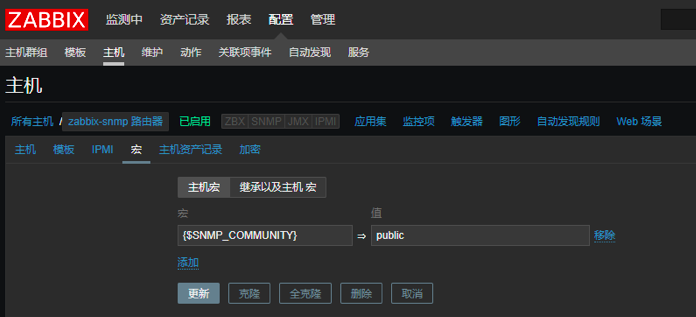 ZABBIX 监测中 资产记录 报表 配置 管理
主机群组 模板 主机 维护 动作 关联项事件 自动发现 服务
主机
所有主机 / zabbix-snmp 路由器 已启用 ZBX SNMP JMX IPMI 应用集 监控项 触发器 图形 自动发现规则 Web 场景
主机 模板 IPMI 宏 主机资产记录 加密
主机宏 继承以及主机 宏
宏 值
{$SNMP_COMMUNITY} ⇒ public 移除
添加
更新 克隆 全克隆 删除 取消